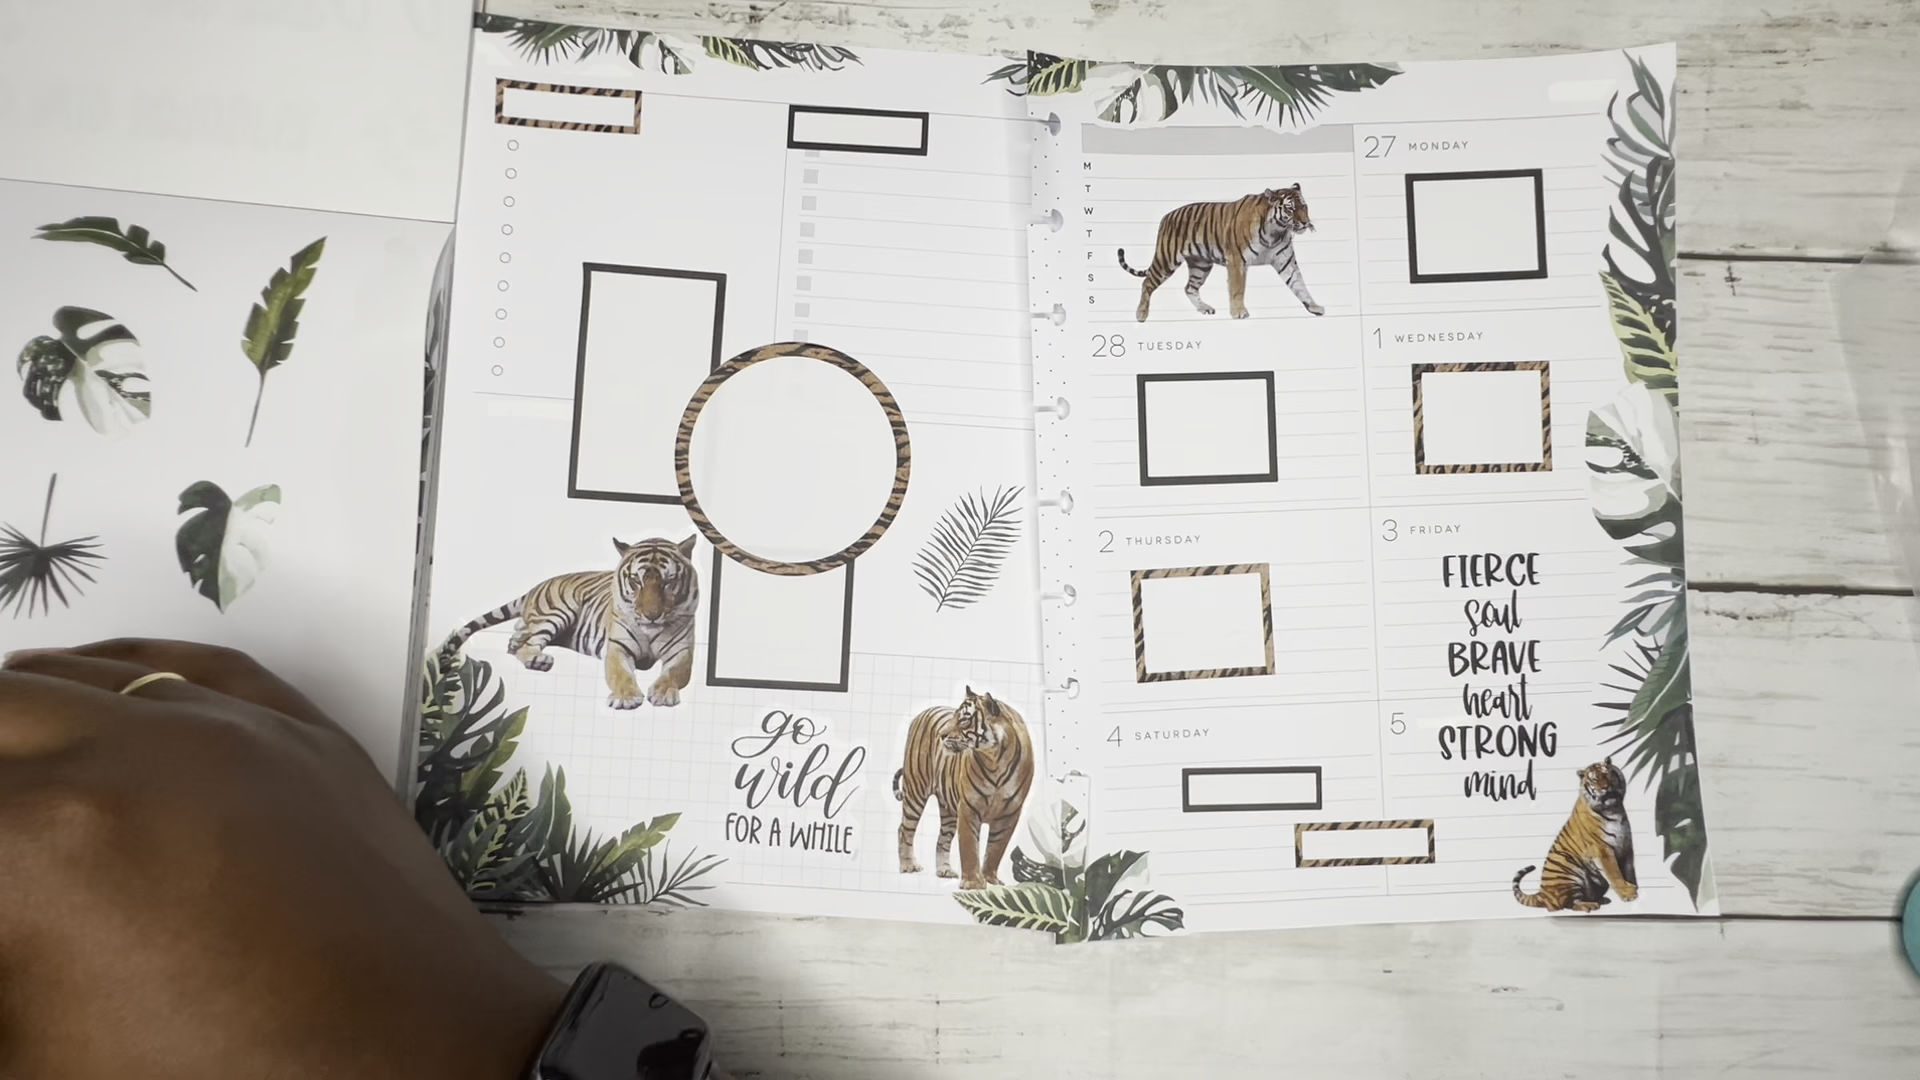 go
wild
FOR A WHILE
M
T
W
T
F
S
S
27 MONDAY
28 TUESDAY
1 WEDNESDAY
2 THURSDAY
3 FRIDAY
FIERCE
soul
BRAVE
heart
STRONG
mind
4 SATURDAY
5